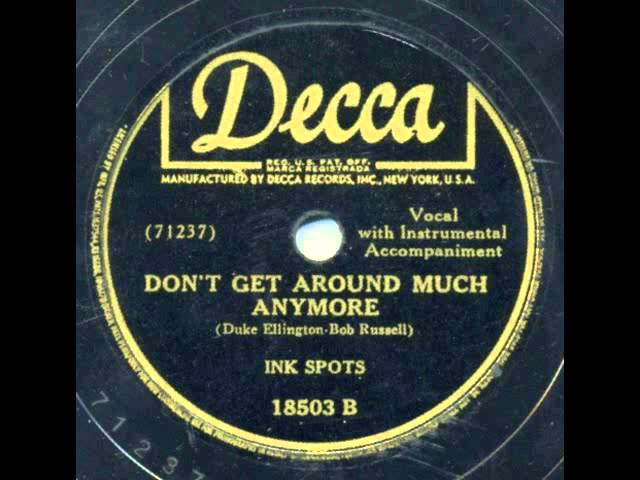 Decca
REG. U.S. PAT. OFF.
MARCA REGISTRADA
MANUFACTURED BY DECCA RECORDS, INC., NEW YORK, U.S.A.
(71237)
Vocal
with Instrumental
Accompaniment
DON'T GET AROUND MUCH
ANYMORE
(Duke Ellington-Bob Russell)
INK SPOTS
18503 B
71237